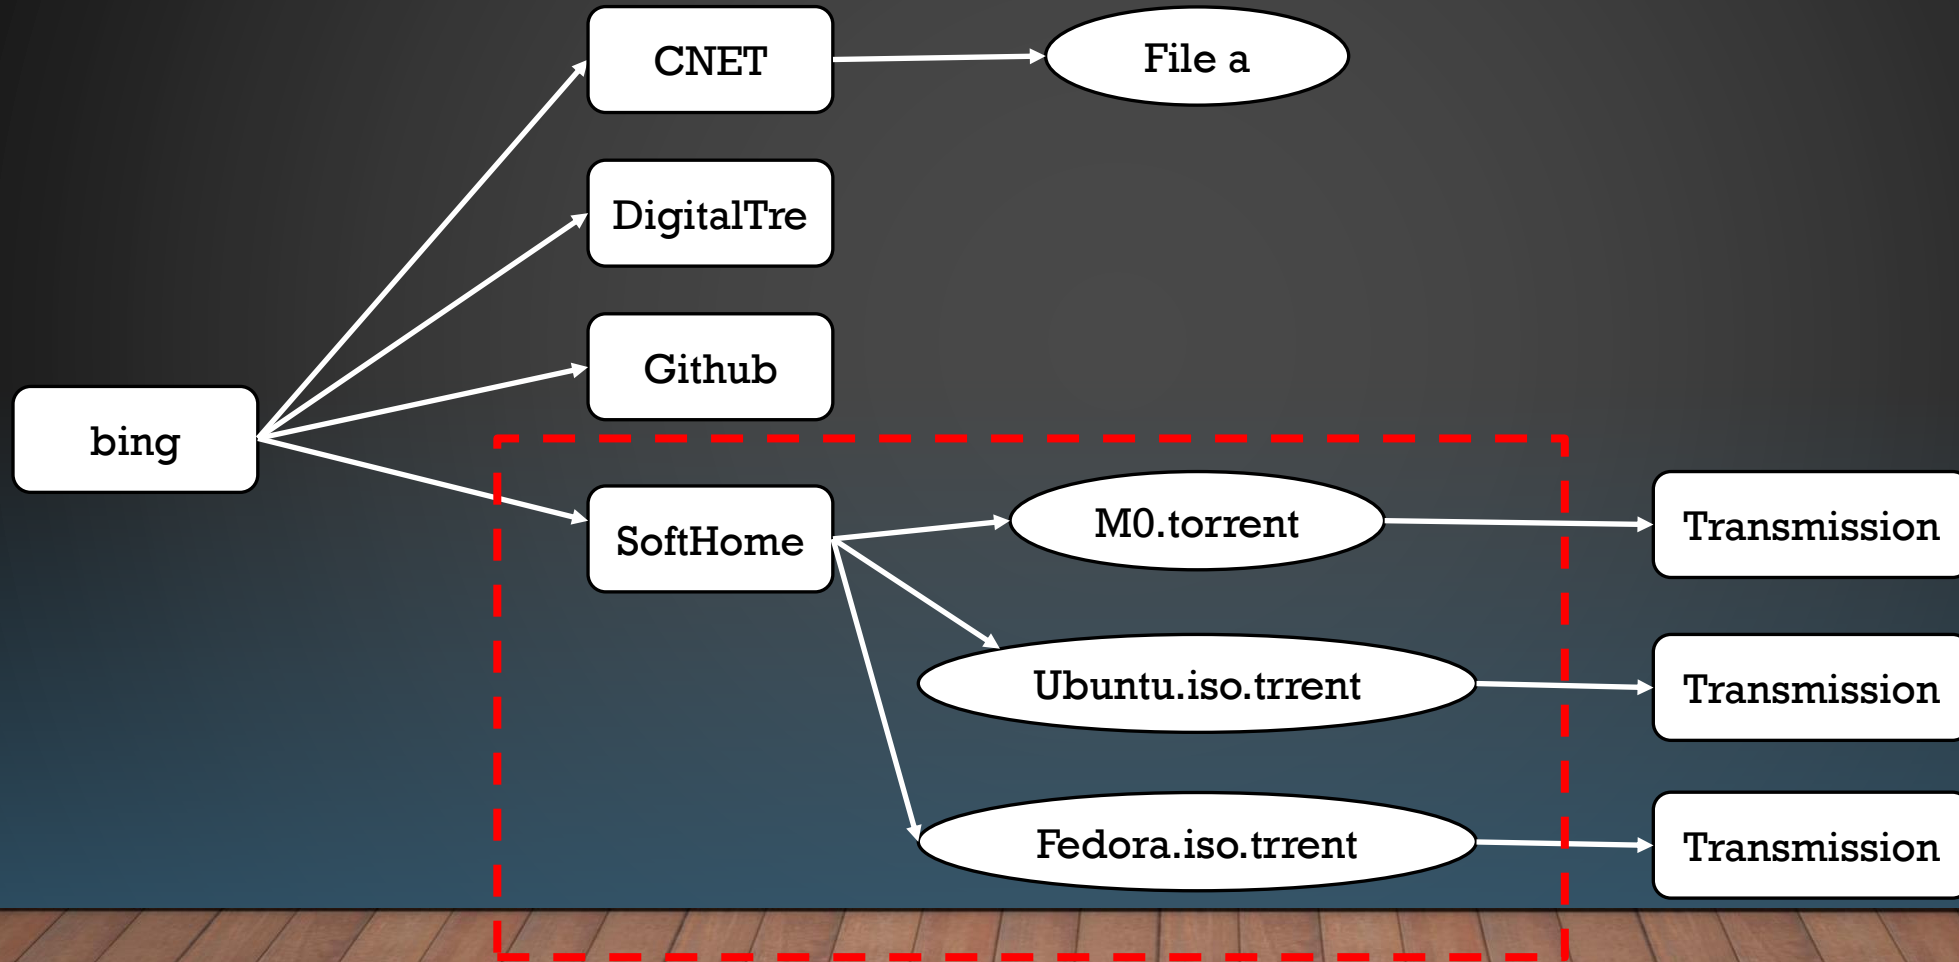 CNET
File a
DigitalTre
Github
bing
SoftHome
M0.torrent
Transmission
Ubuntu.iso.trrent
Transmission
Fedora.iso.trrent
Transmission